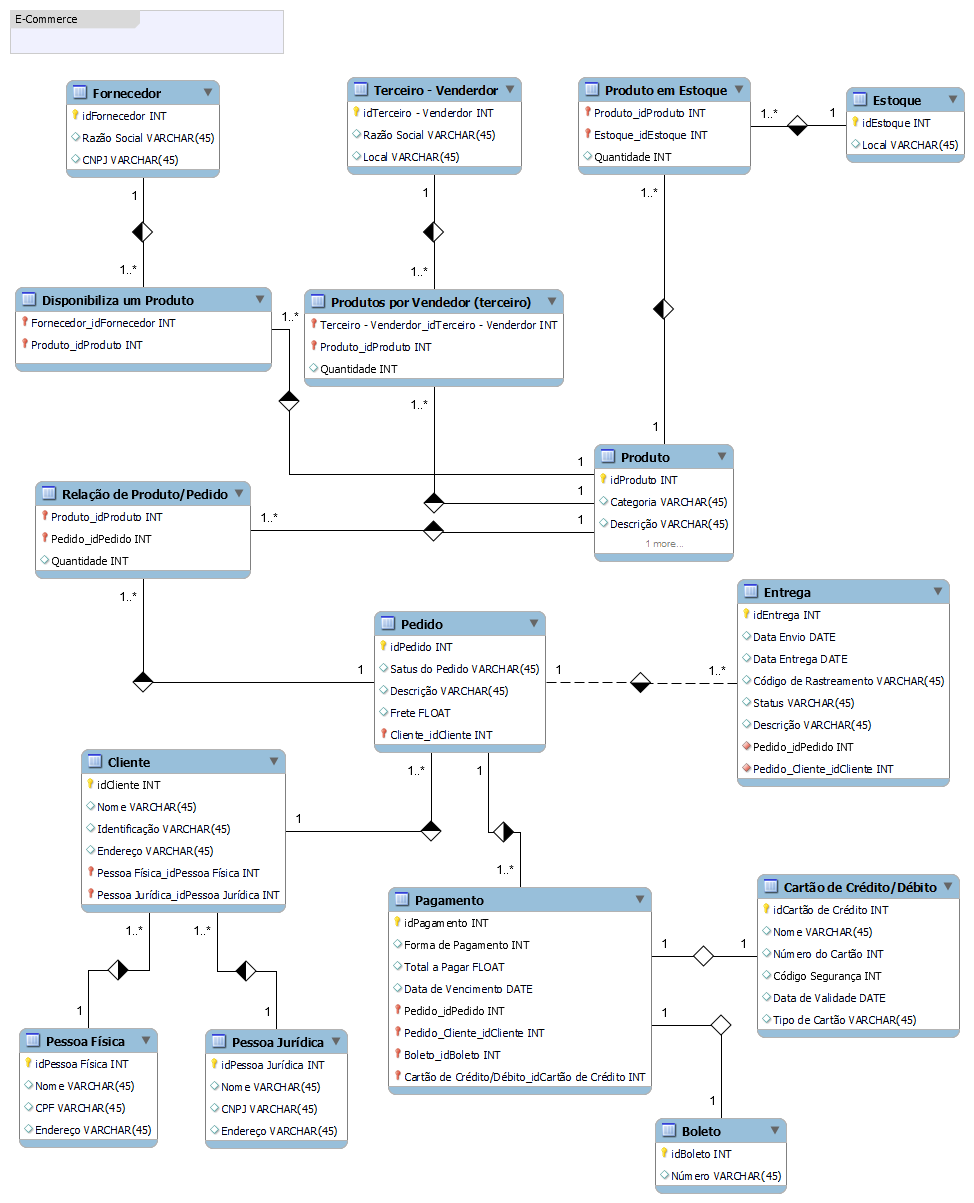 E-Commerce
Fornecedor
idFornecedor INT
Razão Social VARCHAR(45)
CNPJ VARCHAR(45)
1
1..*
Terceiro - Venderdor
idTerceiro - Venderdor INT
Razão Social VARCHAR(45)
Local VARCHAR(45)
1
1..*
Produto em Estoque
Produto_idProduto INT
Estoque_idEstoque INT
Quantidade INT
1..*
1
Estoque
idEstoque INT
Local VARCHAR(45)
1..*
1
Disponibiliza um Produto
Fornecedor_idFornecedor INT
Produto_idProduto INT
1..*
1
Produtos por Vendedor (terceiro)
Terceiro - Venderdor_idTerceiro - Venderdor INT
Produto_idProduto INT
Quantidade INT
1..*
1
Produto
idProduto INT
Categoria VARCHAR(45)
Descrição VARCHAR(45)
1 more...
Relação de Produto/Pedido
Produto_idProduto INT
Pedido_idPedido INT
Quantidade INT
1..*
1
1..*
1
Pedido
idPedido INT
Satus do Pedido VARCHAR(45)
Descrição VARCHAR(45)
Frete FLOAT
Cliente_idCliente INT
1
1..*
Entrega
idEntrega INT
Data Envio DATE
Data Entrega DATE
Código de Rastreamento VARCHAR(45)
Status VARCHAR(45)
Descrição VARCHAR(45)
Pedido_idPedido INT
Pedido_Cliente_idCliente INT
Cliente
idCliente INT
Nome VARCHAR(45)
Identificação VARCHAR(45)
Endereço VARCHAR(45)
Pessoa Física_idPessoa Física INT
Pessoa Jurídica_idPessoa Jurídica INT
1
1..*
1
1..*
Pagamento
idPagamento INT
Forma de Pagamento INT
Total a Pagar FLOAT
Data de Vencimento DATE
Pedido_idPedido INT
Pedido_Cliente_idCliente INT
Boleto_idBoleto INT
Cartão de Crédito/Débito_idCartão de Crédito INT
1
1
Cartão de Crédito/Débito
idCartão de Crédito INT
Nome VARCHAR(45)
Número do Cartão INT
Código Segurança INT
Data de Validade DATE
Tipo de Cartão VARCHAR(45)
1..*
1
1..*
1
Pessoa Física
idPessoa Física INT
Nome VARCHAR(45)
CPF VARCHAR(45)
Endereço VARCHAR(45)
Pessoa Jurídica
idPessoa Jurídica INT
Nome VARCHAR(45)
CNPJ VARCHAR(45)
Endereço VARCHAR(45)
1
1
Boleto
idBoleto INT
Número VARCHAR(45)